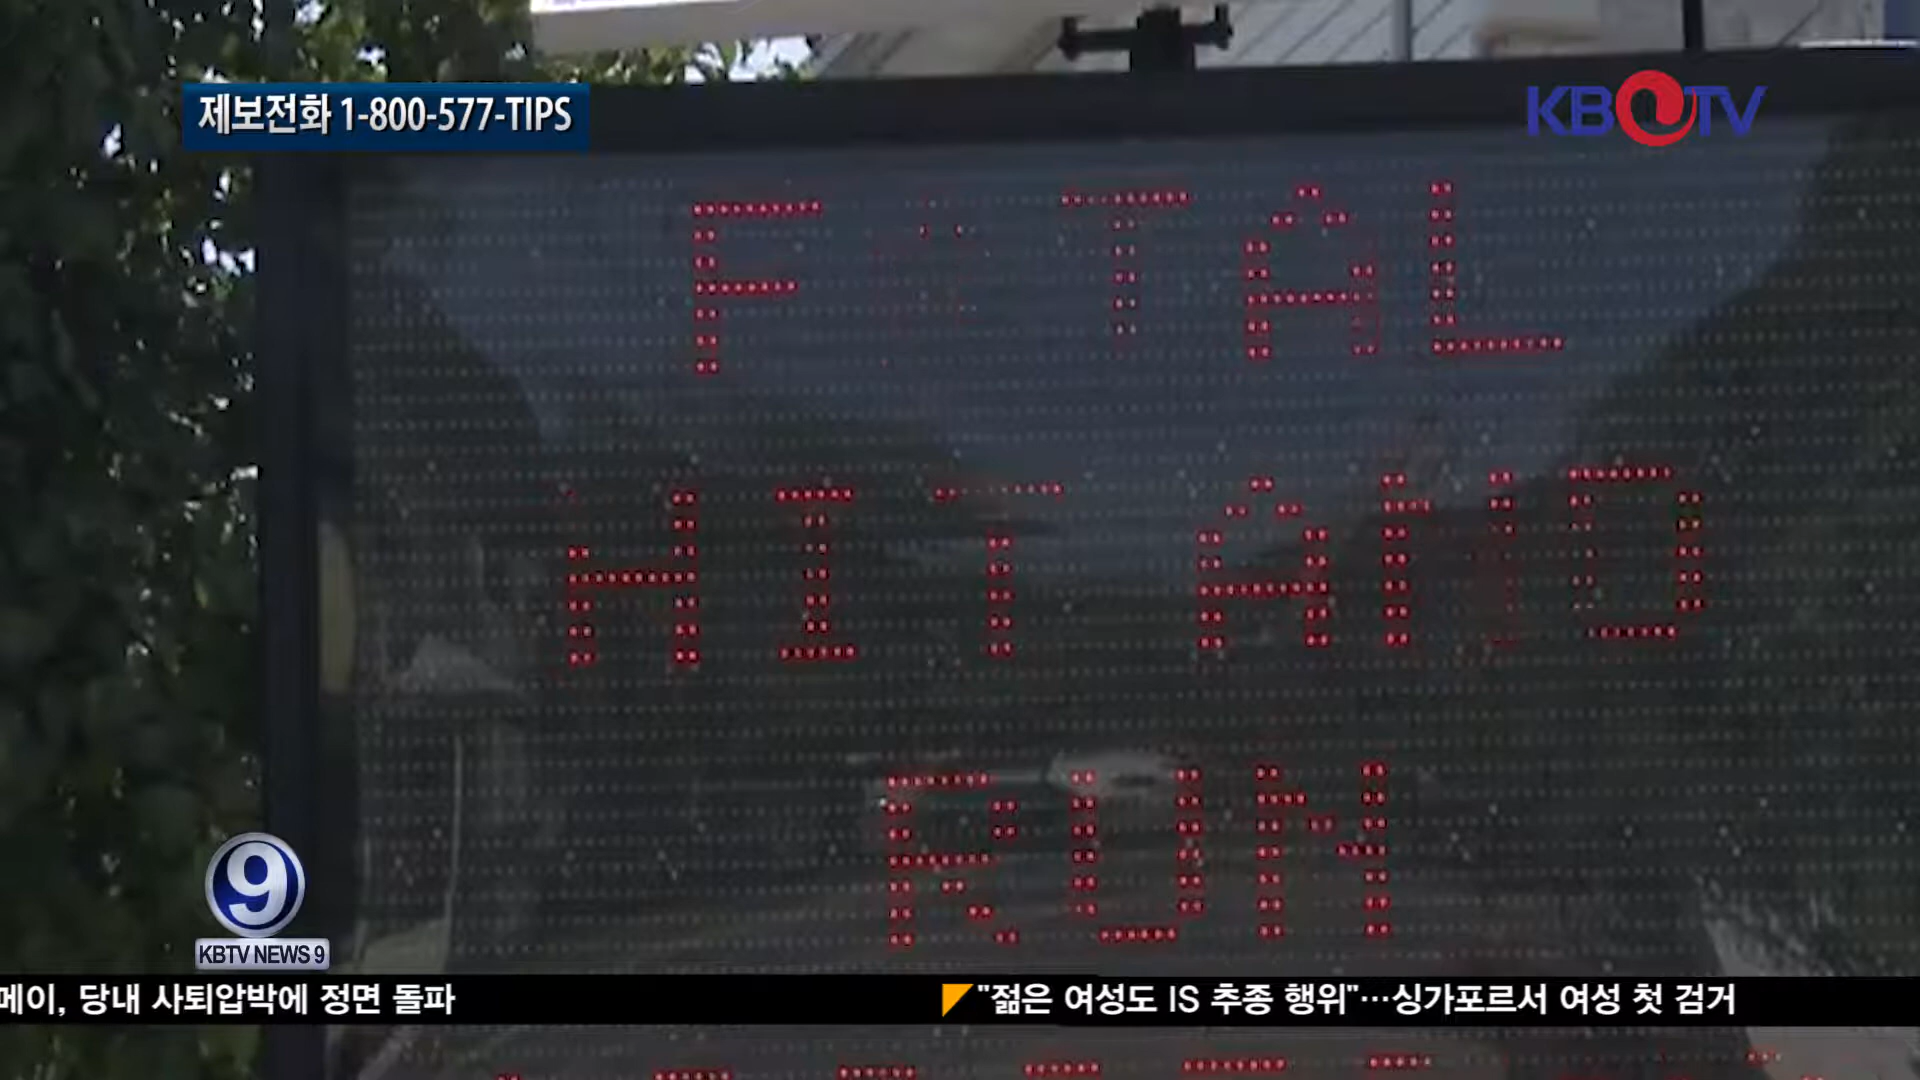 제보전화 1-800-577-TIPS
KBTV
FATAL
HIT AND
RUN
9
KBTV NEWS 9
메이, 당내 사퇴압박에 정면 돌파
"젊은 여성도 IS 추종 행위"…싱가포르서 여성 첫 검거